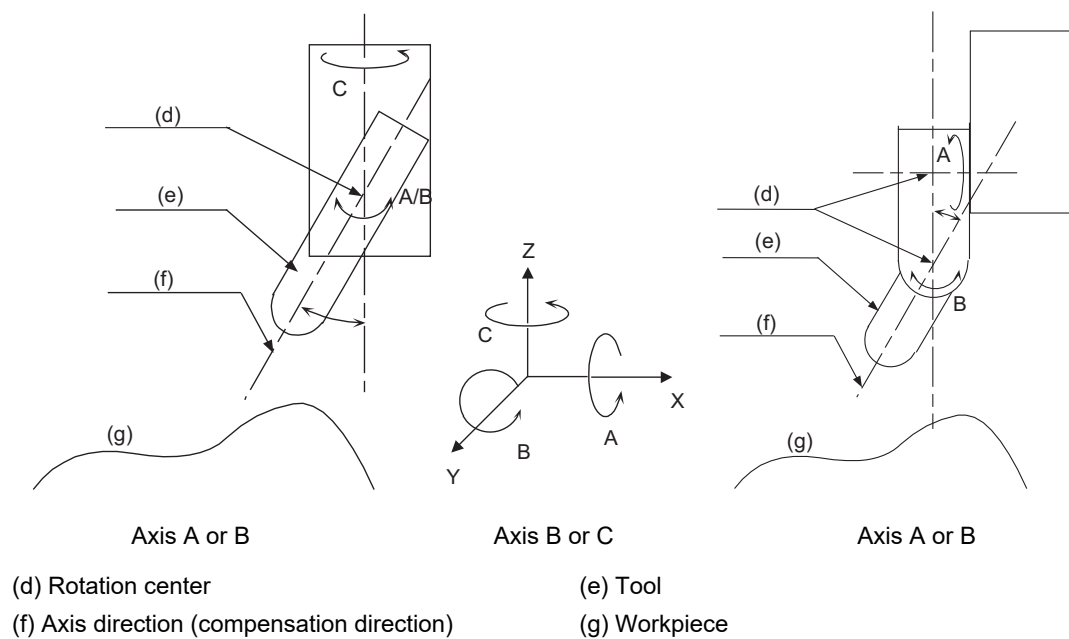 C
(d)
(e)
A/B
(f)
(g)
Z
C
X
A
B
Y
A
(d)
(e)
B
(f)
(g)
Axis A or B
Axis B or C
Axis A or B
(d) Rotation center
(e) Tool
(f) Axis direction (compensation direction)
(g) Workpiece